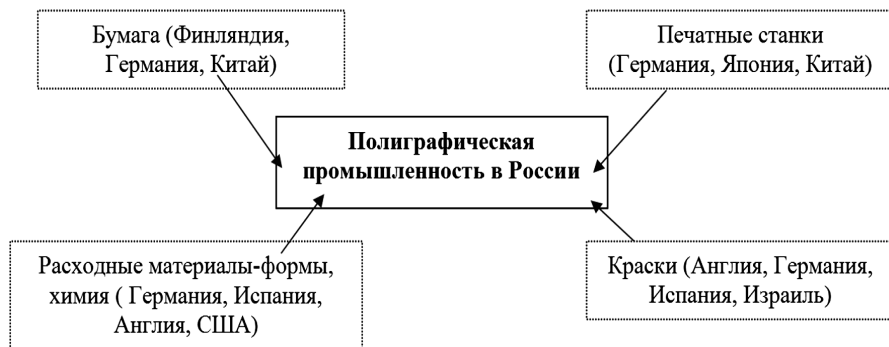 Бумага (Финляндия,
Германия, Китай)
Печатные станки
(Германия, Япония, Китай)
Полиграфическая
промышленность в России
Расходные материалы-формы,
химия ( Германия, Испания,
Англия, США)
Краски (Англия, Германия,
Испания, Израиль)